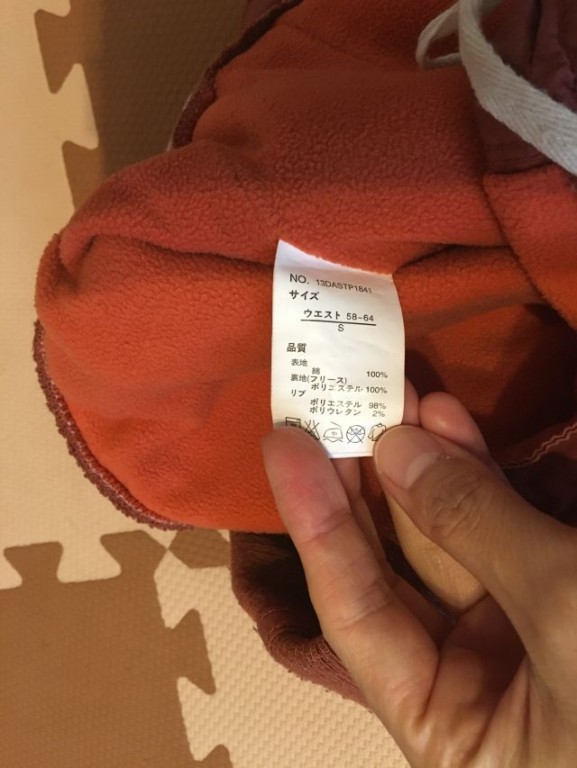 NO. 13DASTP1841
サイズ
ウエスト 58-64
S
品質
表地
綿 100%
裏地(フリース)
ポリエステル 100%
リブ
ポリエステル 98%
ポリウレタン 2%